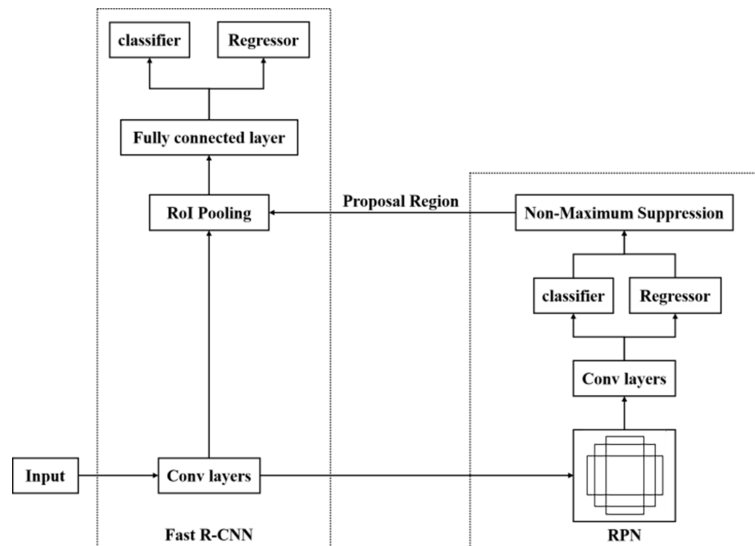 classifier
Regressor
Fully connected layer
RoI Pooling
Proposal Region
Non-Maximum Suppression
classifier
Regressor
Conv layers
Input
Conv layers
Fast R-CNN
RPN